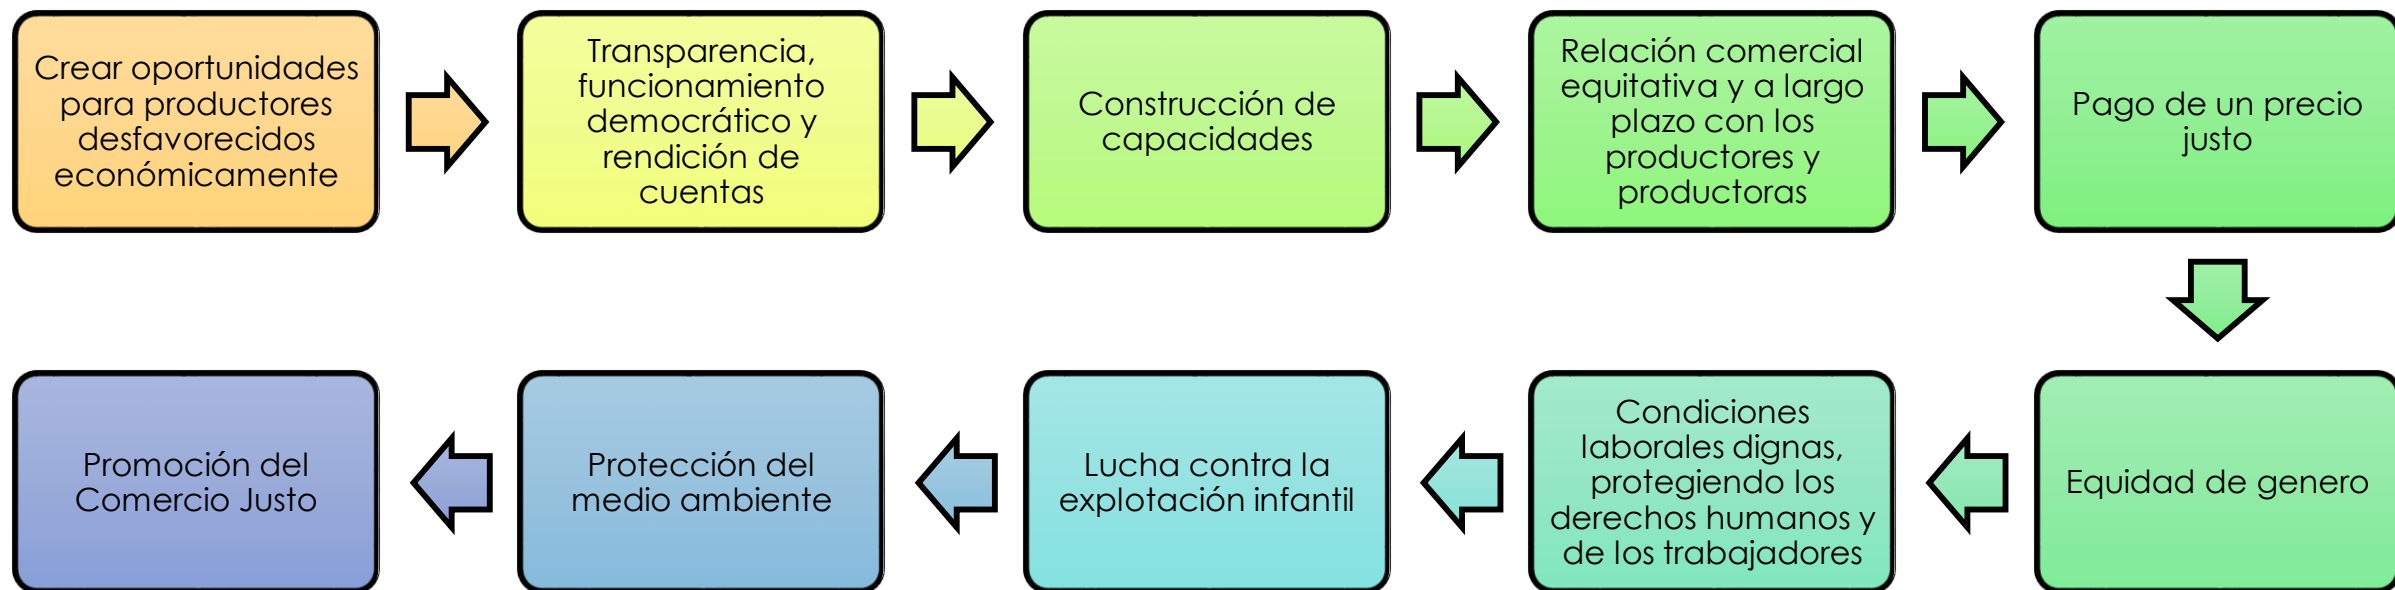 Crear oportunidades
para productores
desfavorecidos
económicamente
Transparencia,
funcionamiento
democrático y
rendición de
cuentas
Construcción de
capacidades
Relación comercial
equitativa y a largo
plazo con los
productores y
productoras
Pago de un precio
justo
Equidad de genero
Condiciones
laborales dignas,
protegiendo los
derechos humanos y
de los trabajadores
Lucha contra la
explotación infantil
Protección del
medio ambiente
Promoción del
Comercio Justo